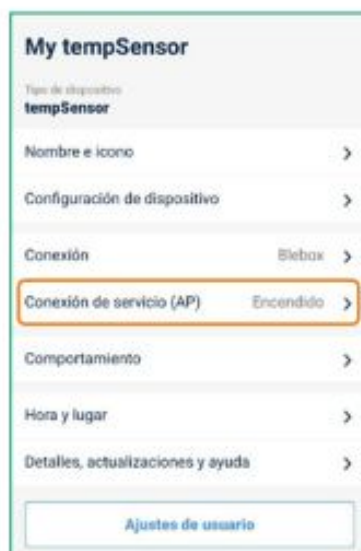 My tempSensor
Tipo de dispositivo
tempSensor
Nombre e icono
Configuración de dispositivo
Conexión Blebox
Conexión de servicio (AP) Encendido
Comportamiento
Hora y lugar
Detalles, actualizaciones y ayuda
Ajustes de usuario